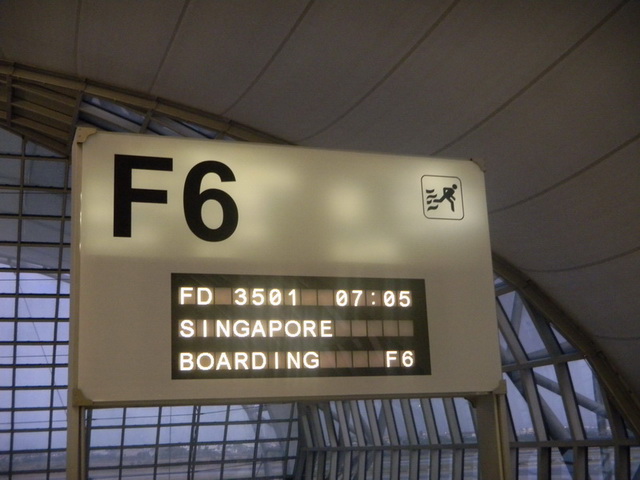 F6
FD 3501 07:05
SINGAPORE
BOARDING F6